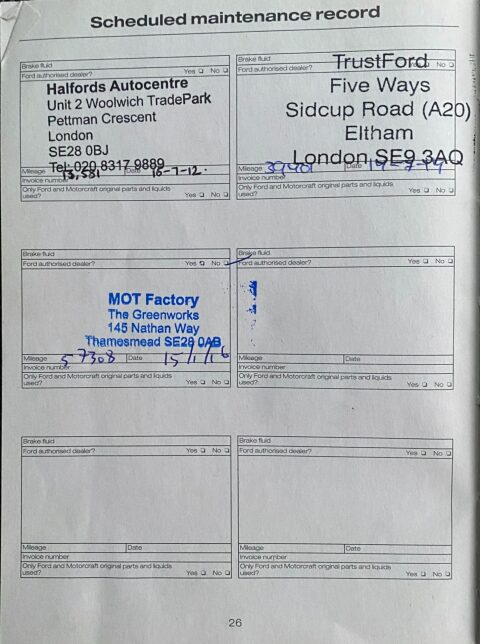 Scheduled maintenance record
Brake fluid
Ford authorised dealer? Yes No
Halfords Autocentre
Unit 2 Woolwich TradePark
Pettman Crescent
London
SE28 0BJ
Tel: 020 8317 9889
Mileage 13,581 Date 16-7-12.
Invoice number
Only Ford and Motorcraft original parts and liquids
used? Yes No
Brake fluid
Ford authorised dealer? No
TrustFord
Five Ways
Sidcup Road (A20)
Eltham
London SE9 3AQ
Mileage 39401 Date
Invoice number
Only Ford and Motorcraft original parts and liquids
used? Yes No
Brake fluid
Ford authorised dealer? Yes No
MOT Factory
The Greenworks
145 Nathan Way
Thamesmead SE28 0AB
Mileage 57308 Date 15/1/16
Invoice number
Only Ford and Motorcraft original parts and liquids
used? Yes No
Brake fluid
Ford authorised dealer? Yes No
Mileage Date
Invoice number
Only Ford and Motorcraft original parts and liquids
used? Yes No
Brake fluid
Ford authorised dealer? Yes No
Mileage Date
Invoice number
Only Ford and Motorcraft original parts and liquids
used? Yes No
Brake fluid
Ford authorised dealer? Yes No
Mileage Date
Invoice number
Only Ford and Motorcraft original parts and liquids
used? Yes No
26